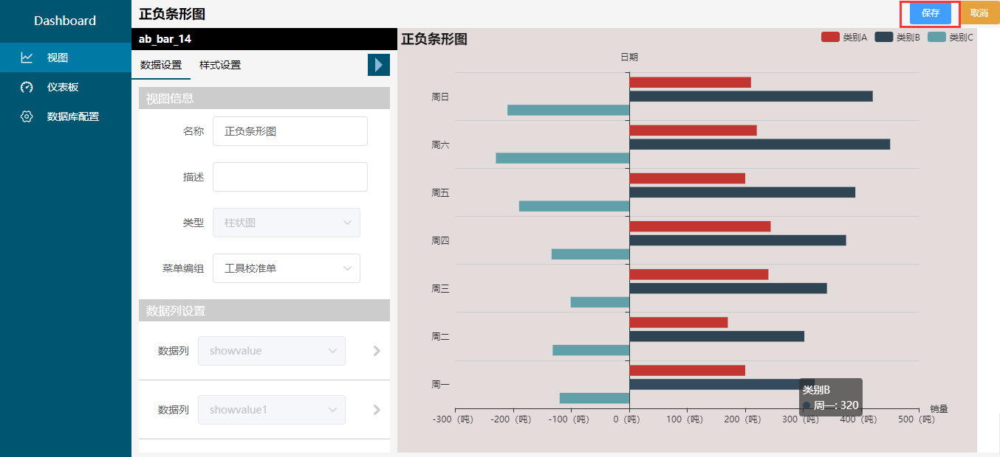 Dashboard
视图
仪表板
数据库配置
正负条形图
保存
取消
ab_bar_14
数据设置
样式设置
视图信息
名称
正负条形图
描述
类型
柱状图
菜单编组
工具校准单
数据列设置
数据列
showvalue
数据列
showvalue1
正负条形图
类别A
类别B
类别C
日期
周日
周六
周五
周四
周三
周二
周一
类别B
周一: 320
销量
-300（吨）
-200（吨）
-100（吨）
0（吨）
100（吨）
200（吨）
300（吨）
400（吨）
500（吨）